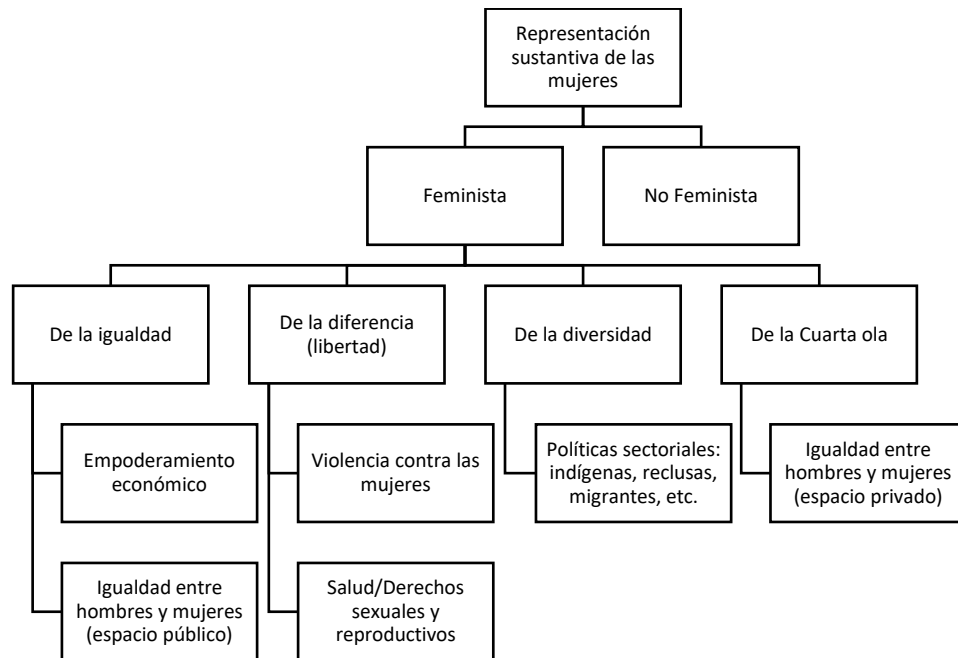 Representación
sustantiva de las
mujeres
Feminista
No Feminista
De la igualdad
De la diferencia
(libertad)
De la diversidad
De la Cuarta ola
Empoderamiento
económico
Violencia contra las
mujeres
Políticas sectoriales:
indígenas, reclusas,
migrantes, etc.
Igualdad entre
hombres y mujeres
(espacio privado)
Igualdad entre
hombres y mujeres
(espacio público)
Salud/Derechos
sexuales y
reproductivos